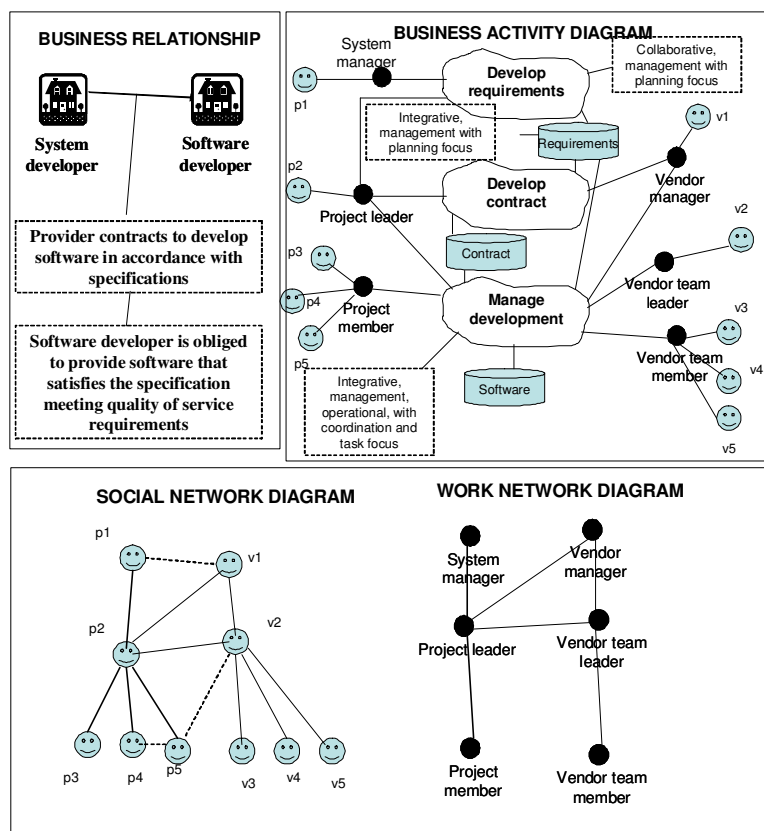 BUSINESS RELATIONSHIP
System
developer
Software
developer
Provider contracts to develop
software in accordance with
specifications
Software developer is obliged
to provide software that
satisfies the specification
meeting quality of service
requirements
BUSINESS ACTIVITY DIAGRAM
System
manager
p1
Develop
requirements
Collaborative,
management with
planning focus
Integrative,
management with
planning focus
Requirements
v1
p2
Project leader
Develop
contract
Vendor
manager
v2
Contract
p3
p4
p5
Project
member
Manage
development
Vendor team
leader
v3
Vendor team
member
v4
v5
Integrative,
management,
operational, with
coordination and
task focus
Software
SOCIAL NETWORK DIAGRAM
p1
v1
p2
v2
p3
p4
p5
v3
v4
v5
WORK NETWORK DIAGRAM
System
manager
Vendor
manager
Project leader
Vendor team
leader
Project
member
Vendor team
member